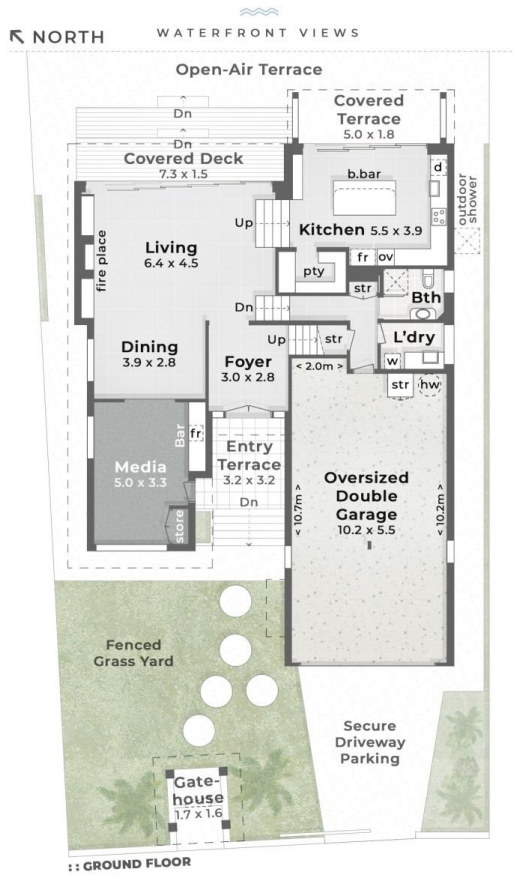 NORTH
WATERFRONT VIEWS
Open-Air Terrace
Dn
Dn
Covered
Terrace
5.0 x 1.8
Covered Deck
7.3 x 1.5
b.bar
d
outdoor
shower
Up
Kitchen 5.5 x 3.9
fire place
Living
6.4 x 4.5
fr ov
pty
str
Bth
Dn
Up
str
L'dry
w
Dining
3.9 x 2.8
Foyer
3.0 x 2.8
< 2.0m >
str
hw
Bar
fr
Media
5.0 x 3.3
Entry
Terrace
3.2 x 3.2
Dn
store
< 10.7m >
Oversized
Double
Garage
10.2 x 5.5
< 10.2m >
Fenced
Grass Yard
Secure
Driveway
Parking
Gate-
house
1.7 x 1.6
:: GROUND FLOOR